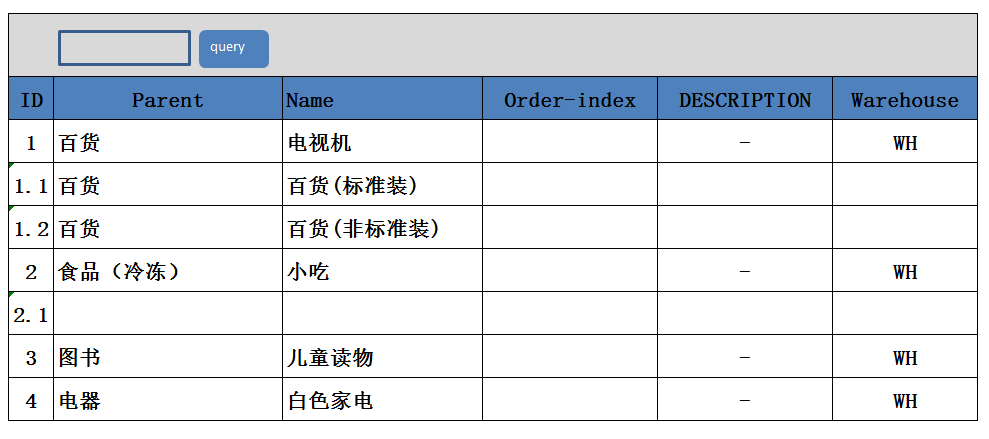 query
ID Parent Name Order-index DESCRIPTION Warehouse
1 百货 电视机 - WH
1.1 百货 百货(标准装)
1.2 百货 百货(非标准装)
2 食品（冷冻） 小吃 - WH
2.1
3 图书 儿童读物 - WH
4 电器 白色家电 - WH